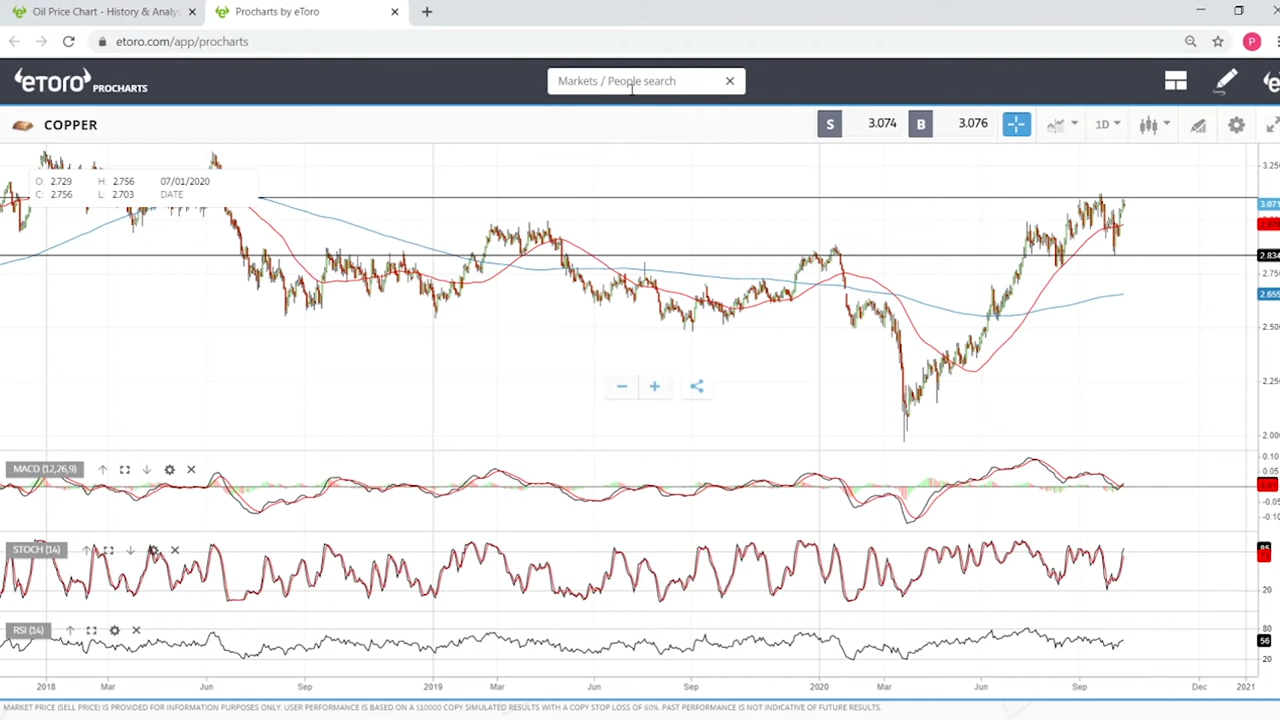 Oil Price Chart - History & Analys
Procharts by eToro
etoro.com/app/procharts
P
eToro PROCHARTS
Markets / People search
COPPER
S 3.074 B 3.076
1D
O: 2.729 H: 2.756 07/01/2020
C: 2.756 L: 2.703 DATE
3.25
3.071
2.834
2.75
2.655
2.50
2.25
2.00
MACD (12,26,9)
0.10
0.05
-0.05
-0.10
STOCH (14)
20
RSI (14)
80
56
20
2018 Mar Jun Sep 2019 Mar Jun Sep 2020 Mar Jun Sep Dec 2021
MARKET PRICE (SELL PRICE) IS PROVIDED FOR INFORMATION PURPOSES ONLY. USER PERFORMANCE IS BASED ON A $10000 COPY SIMULATED RESULTS WITH A COPY STOP LOSS OF 60%. PAST PERFORMANCE IS NOT INDICATIVE OF FUTURE RESULTS.